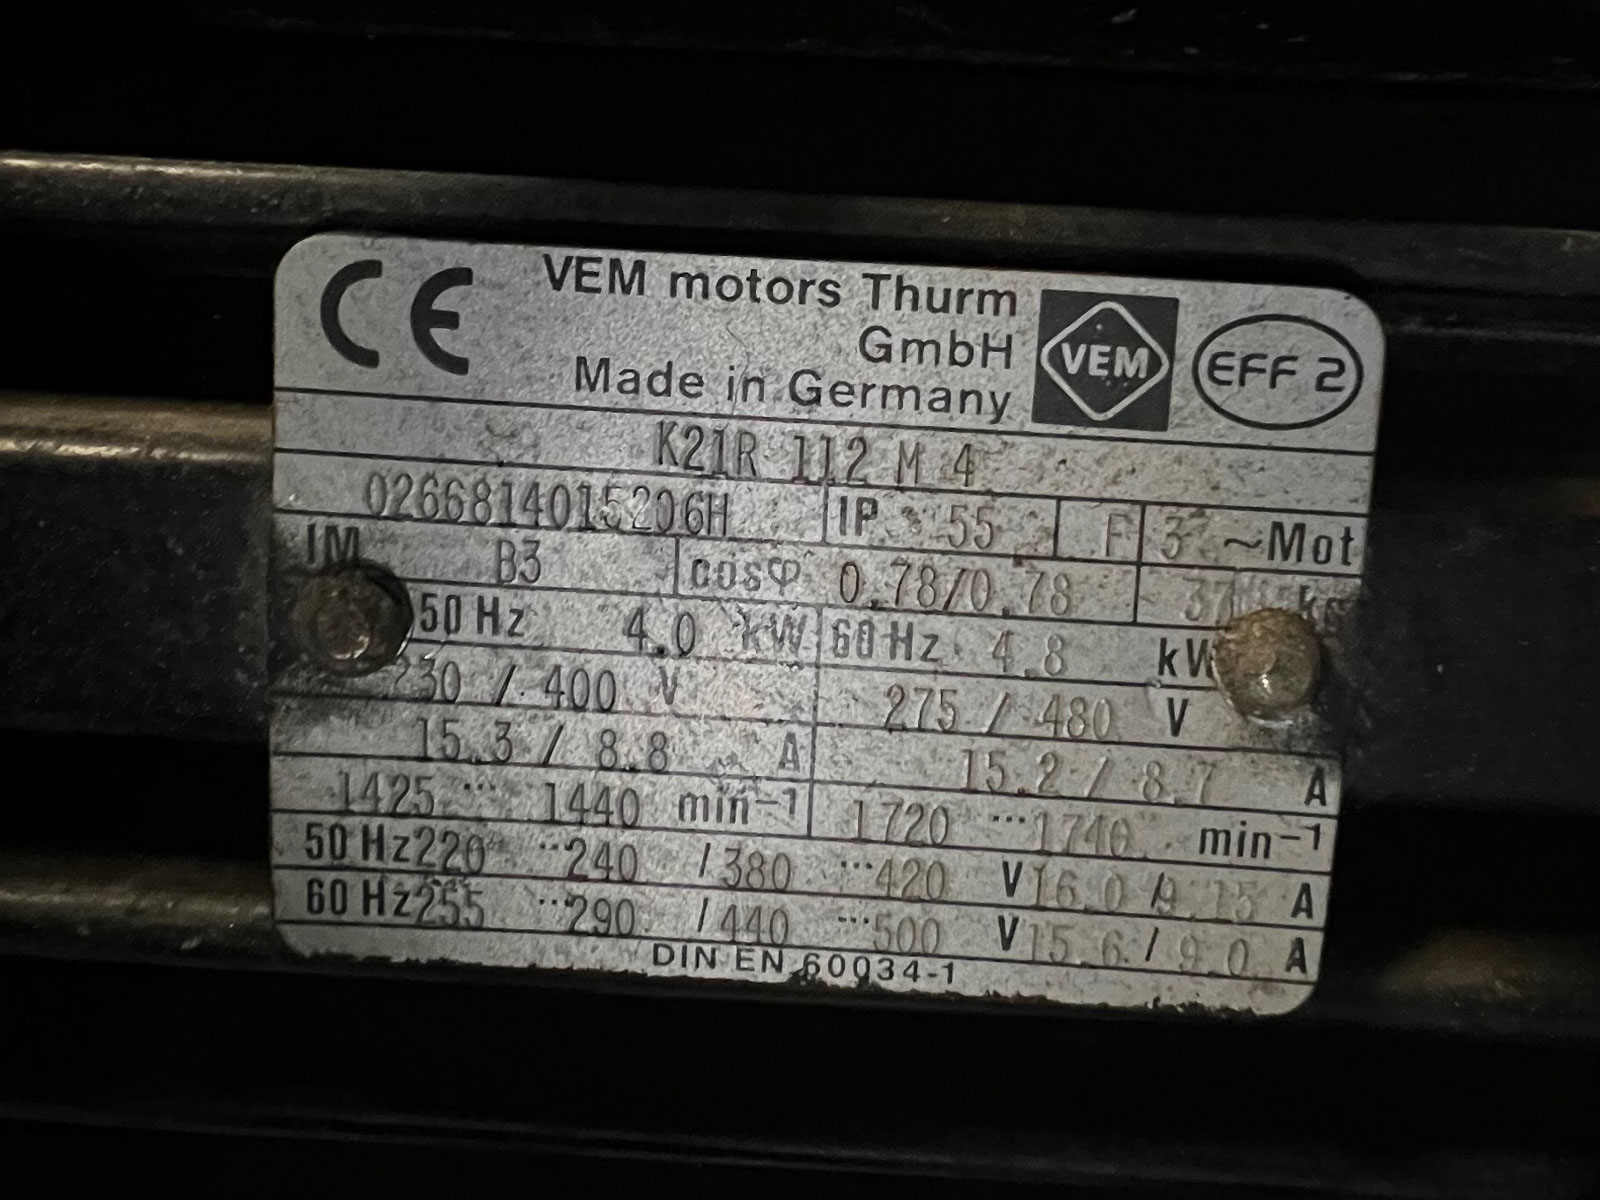 CE VEM motors Thurm
GmbH
Made in Germany
VEM
EFF 2
K21R 112 M 4
0266814015206H IP 55 F 3 ~Mot
IM B3 cosφ 0.78/0.78 37 kg
50 Hz 4.0 kW 60 Hz 4.8 kW
230 / 400 V 275 / 480 V
15.3 / 8.8 A 15.2 / 8.7 A
1425 ... 1440 min-1 1720 ... 1740 min-1
50 Hz 220 ... 240 / 380 ... 420 V 16.0 / 9.15 A
60 Hz 255 ... 290 / 440 ... 500 V 15.6 / 9.0 A
DIN EN 60034-1